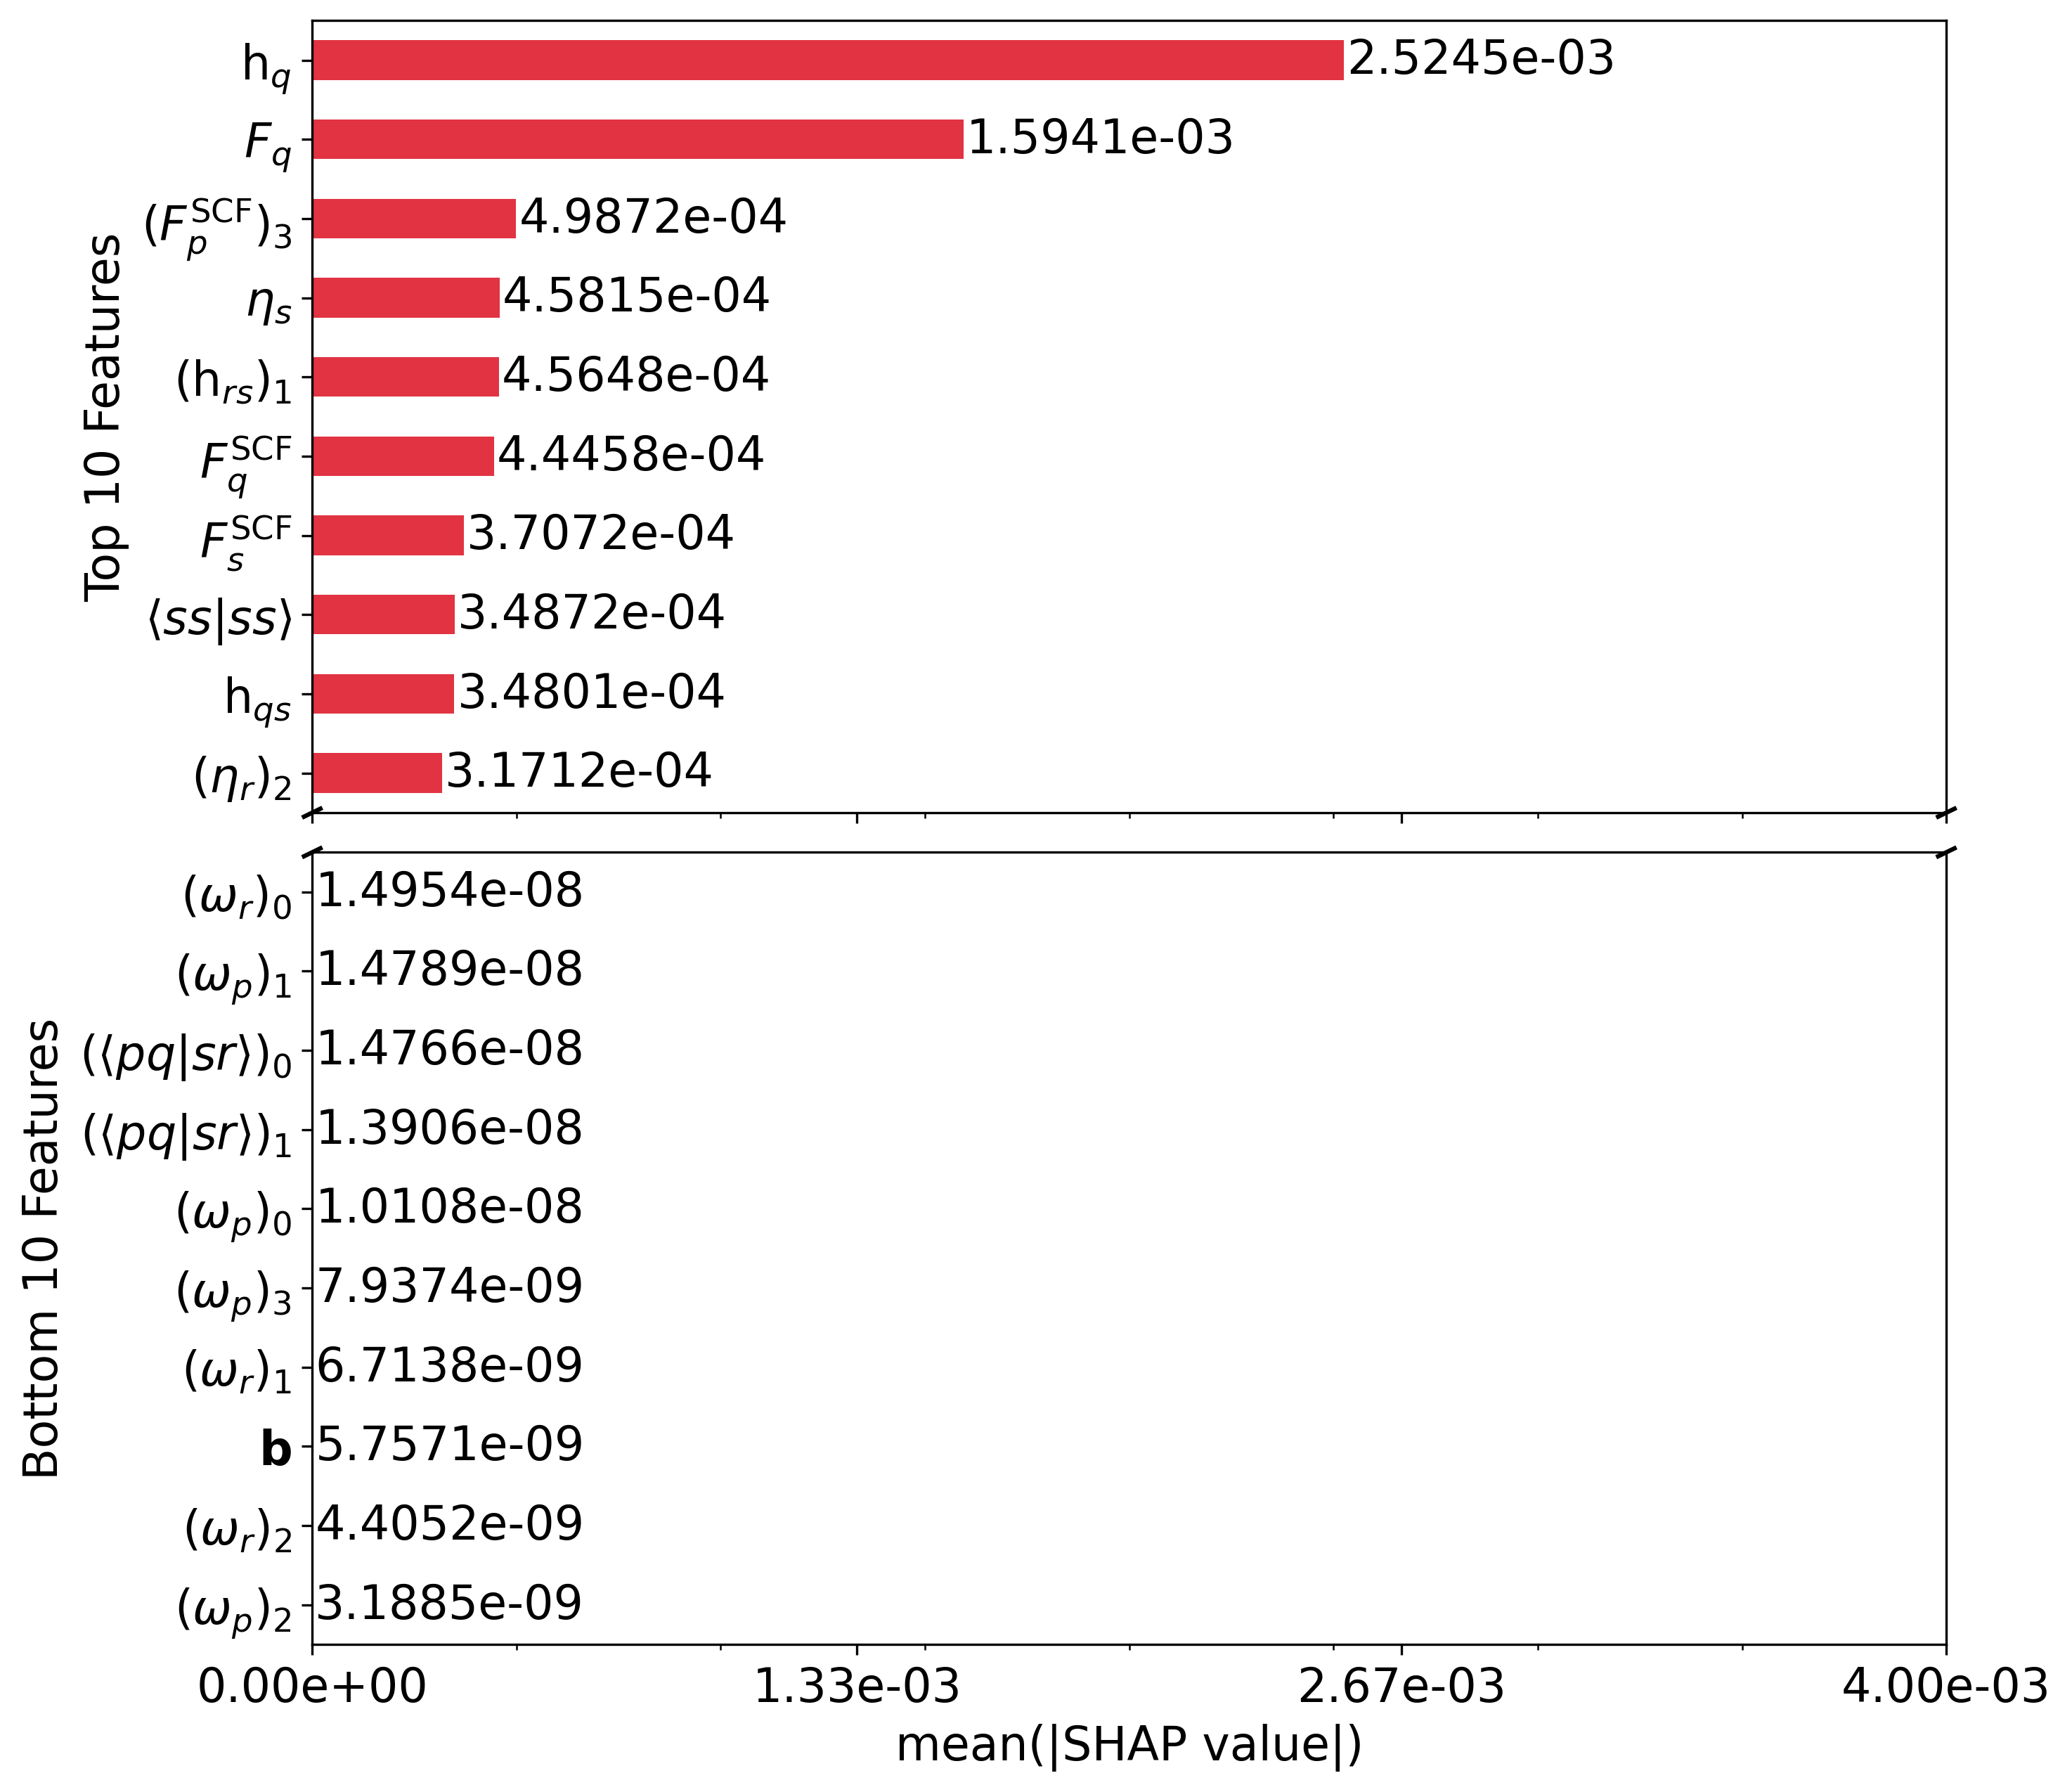 Top 10 Features
h_q 2.5245e-03
F_q 1.5941e-03
(F_p^SCF)_3 4.9872e-04
η_s 4.5815e-04
(h_rs)_1 4.5648e-04
F_q^SCF 4.4458e-04
F_s^SCF 3.7072e-04
⟨ss|ss⟩ 3.4872e-04
h_qs 3.4801e-04
(η_r)_2 3.1712e-04
Bottom 10 Features
(ω_r)_0 1.4954e-08
(ω_p)_1 1.4789e-08
(⟨pq|sr⟩)_0 1.4766e-08
(⟨pq|sr⟩)_1 1.3906e-08
(ω_p)_0 1.0108e-08
(ω_p)_3 7.9374e-09
(ω_r)_1 6.7138e-09
b 5.7571e-09
(ω_r)_2 4.4052e-09
(ω_p)_2 3.1885e-09
0.00e+00 1.33e-03 2.67e-03 4.00e-03
mean(|SHAP value|)